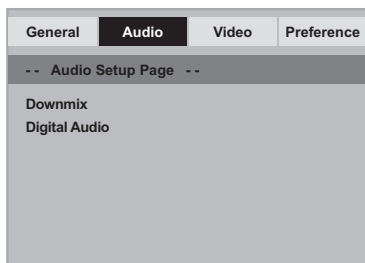 General Audio Video Preference
-- Audio Setup Page --
Downmix
Digital Audio